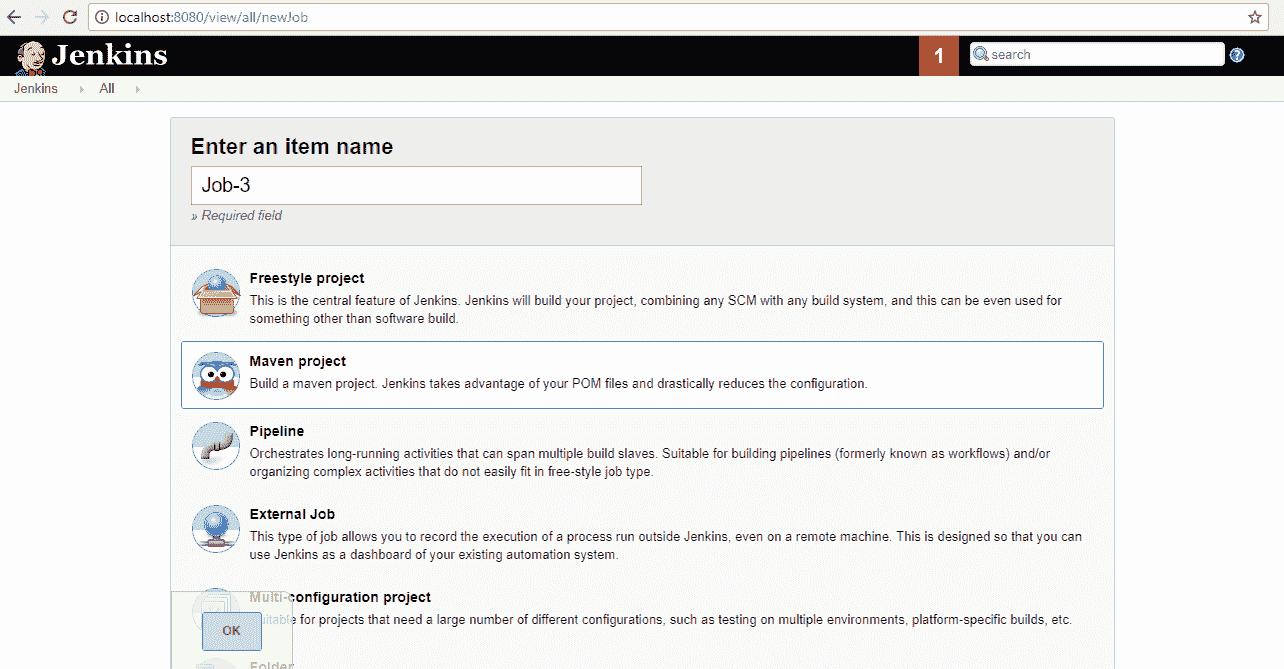 localhost:8080/view/all/newJob
Jenkins
1
search
Jenkins
All
Enter an item name
Job-3
» Required field
Freestyle project
This is the central feature of Jenkins. Jenkins will build your project, combining any SCM with any build system, and this can be even used for
something other than software build.
Maven project
Build a maven project. Jenkins takes advantage of your POM files and drastically reduces the configuration.
Pipeline
Orchestrates long-running activities that can span multiple build slaves. Suitable for building pipelines (formerly known as workflows) and/or
organizing complex activities that do not easily fit in free-style job type.
External Job
This type of job allows you to record the execution of a process run outside Jenkins, even on a remote machine. This is designed so that you can
use Jenkins as a dashboard of your existing automation system.
Multi-configuration project
for projects that need a large number of different configurations, such as testing on multiple environments, platform-specific builds, etc.
OK
Folder